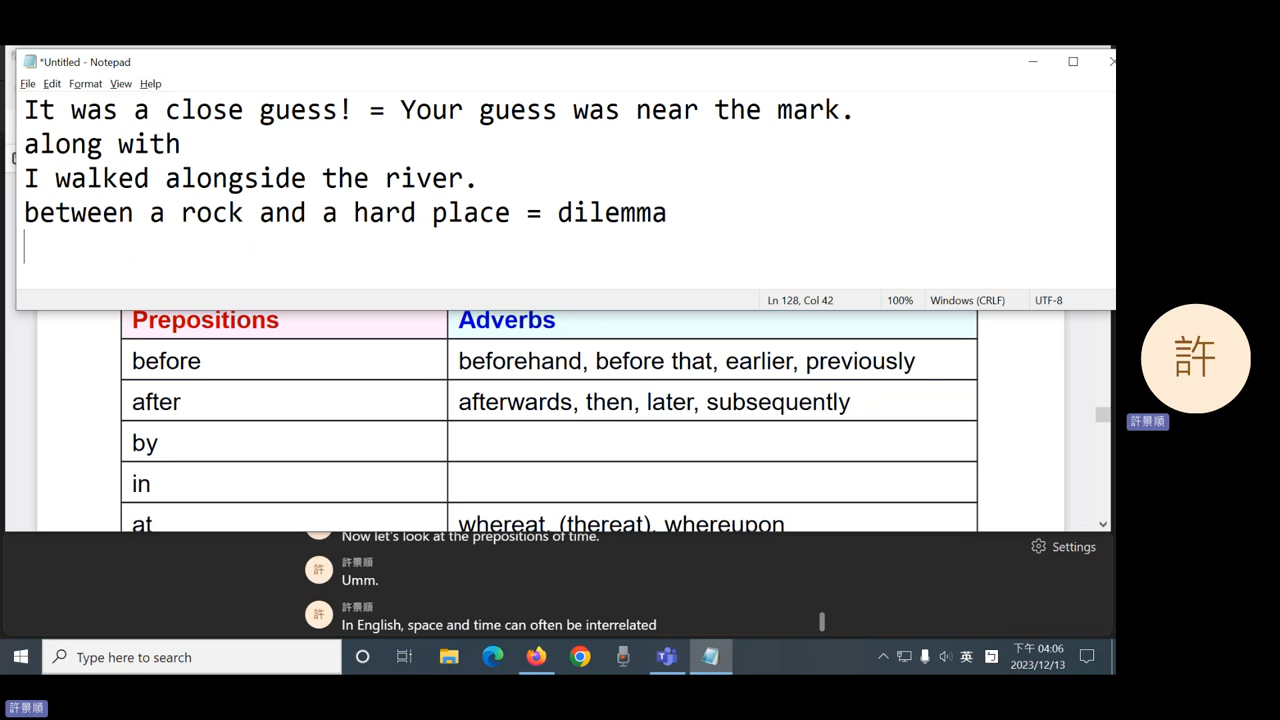 *Untitled - Notepad
File Edit Format View Help
It was a close guess! = Your guess was near the mark.
along with
I walked alongside the river.
between a rock and a hard place = dilemma
Ln 128, Col 42 100% Windows (CRLF) UTF-8
Prepositions Adverbs
before beforehand, before that, earlier, previously
after afterwards, then, later, subsequently
by
in
at whereat, (thereat), whereupon
許
許景順
Now let's look at the prepositions of time.
Settings
許 許景順
Umm.
許 許景順
In English, space and time can often be interrelated
Type here to search
英
下午 04:06
2023/12/13
許景順